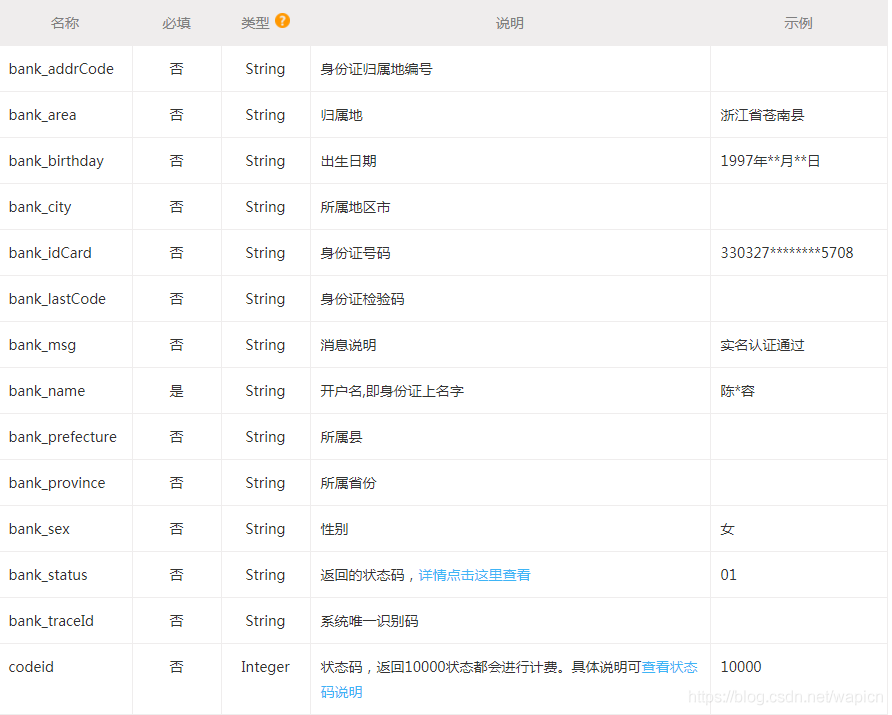 名称 必填 类型 ? 说明 示例
bank_addrCode 否 String 身份证归属地编号
bank_area 否 String 归属地 浙江省苍南县
bank_birthday 否 String 出生日期 1997年**月**日
bank_city 否 String 所属地区市
bank_idCard 否 String 身份证号码 330327********5708
bank_lastCode 否 String 身份证检验码
bank_msg 否 String 消息说明 实名认证通过
bank_name 是 String 开户名,即身份证上名字 陈*容
bank_prefecture 否 String 所属县
bank_province 否 String 所属省份
bank_sex 否 String 性别 女
bank_status 否 String 返回的状态码，详情点击这里查看 01
bank_traceId 否 String 系统唯一识别码
codeid 否 Integer 状态码，返回10000状态都会进行计费。具体说明可查看状态 10000
码说明
https://blog.csdn.net/wapicn